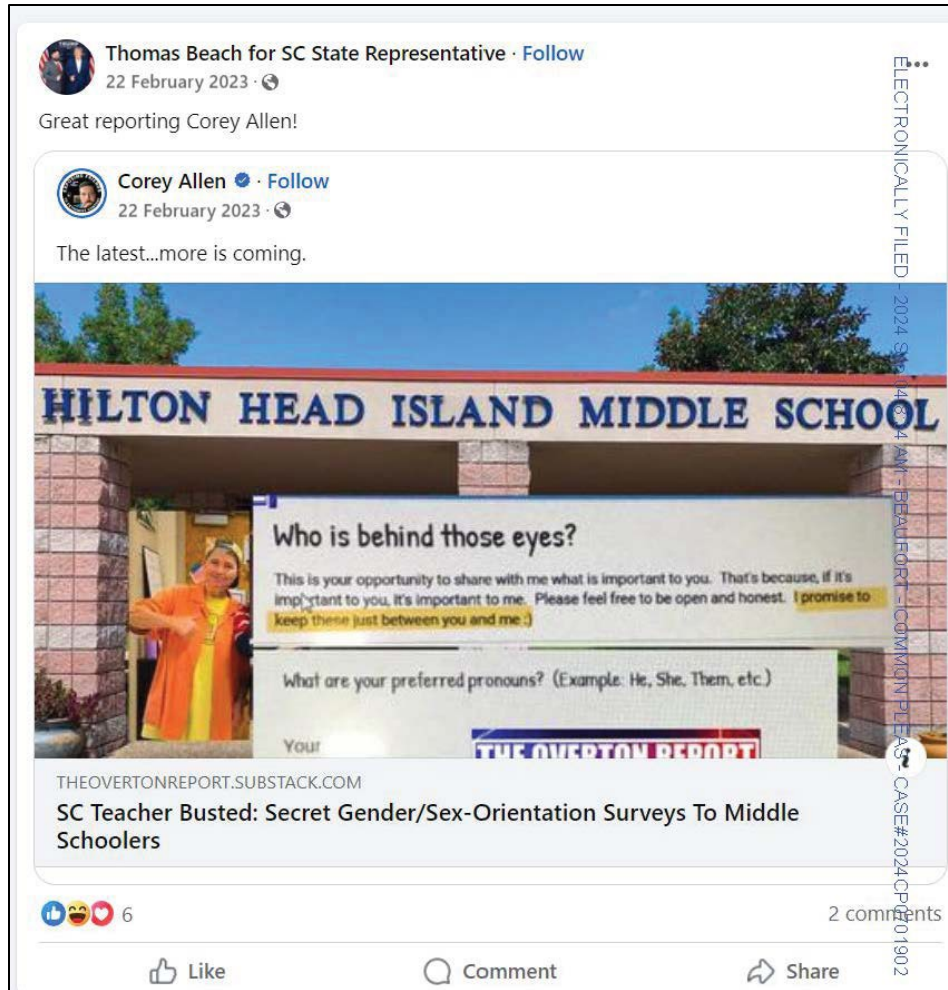 Thomas Beach for SC State Representative · Follow
22 February 2023 ·
Great reporting Corey Allen!
Corey Allen · Follow
22 February 2023 ·
The latest...more is coming.
HILTON HEAD ISLAND MIDDLE SCHOOL
Who is behind those eyes?
This is your opportunity to share with me what is important to you. That's because, if it's
important to you, it's important to me. Please feel free to be open and honest. I promise to
keep these just between you and me :)
What are your preferred pronouns? (Example: He, She, Them, etc.)
Your
THE OVERTON REPORT
THEOVERTONREPORT.SUBSTACK.COM
SC Teacher Busted: Secret Gender/Sex-Orientation Surveys To Middle
Schoolers
6
2 comments
Like
Comment
Share
ELECTRONICALLY FILED - 2024 AM - BEAUFORT - COMMON PLEAS - CASE#2024CP0701902